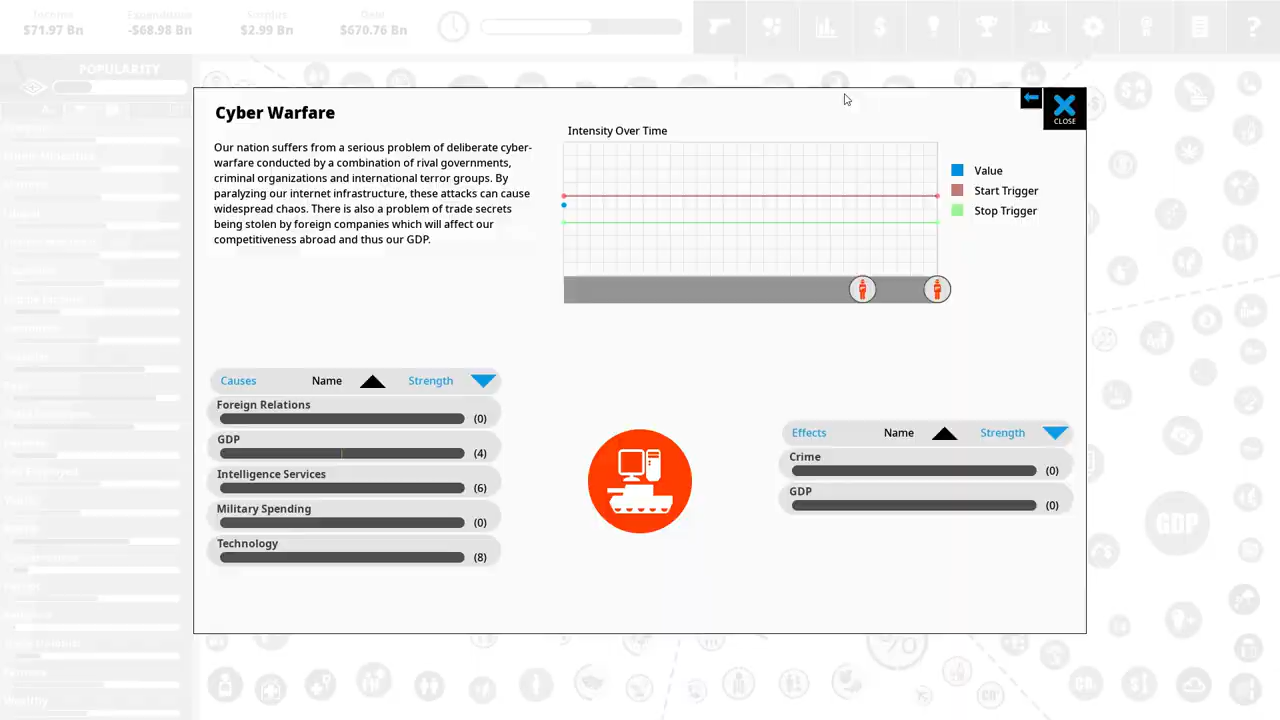 Income
Expenditure
Surplus
Debt
$71.97 Bn
-$68.98 Bn
$2.99 Bn
$670.76 Bn
?
POPULARITY
Cyber Warfare
CLOSE
Our nation suffers from a serious problem of deliberate cyber-
warfare conducted by a combination of rival governments,
criminal organizations and international terror groups. By
paralyzing our internet infrastructure, these attacks can cause
widespread chaos. There is also a problem of trade secrets
being stolen by foreign companies which will affect our
competitiveness abroad and thus our GDP.
Intensity Over Time
Value
Start Trigger
Stop Trigger
Causes Name Strength
Foreign Relations
(0)
GDP
(4)
Intelligence Services
(6)
Military Spending
(0)
Technology
(8)
Effects Name Strength
Crime
(0)
GDP
(0)
GDP
Wealthy